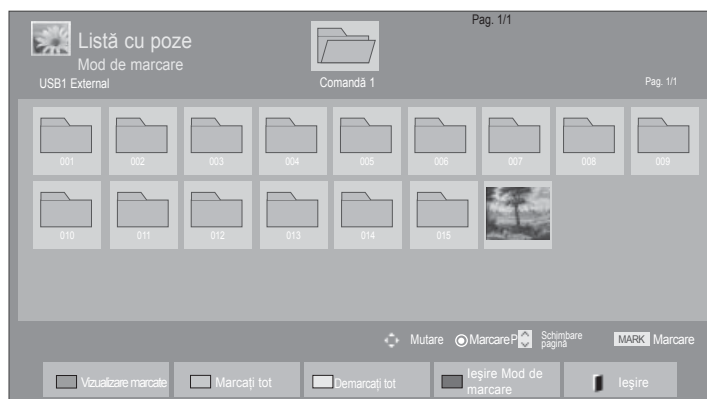 Pag. 1/1
Listă cu poze
Mod de marcare
USB1 External
Comandă 1
Pag. 1/1
001 002 003 004 005 006 007 008 009
010 011 012 013 014 015
Mutare Marcare P Schimbare pagină MARK Marcare
Vizualizare marcate Marcați tot Demarcați tot Ieșire Mod de marcare Ieșire